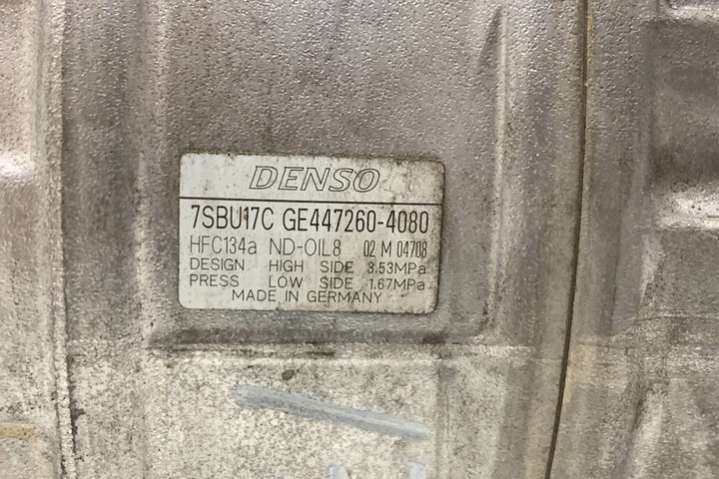 DENSO
7SBU17C GE447260-4080
HFC134a ND-OIL8 02 M 04708
DESIGN HIGH SIDE 3.53MPa
PRESS LOW SIDE 1.67MPa
MADE IN GERMANY